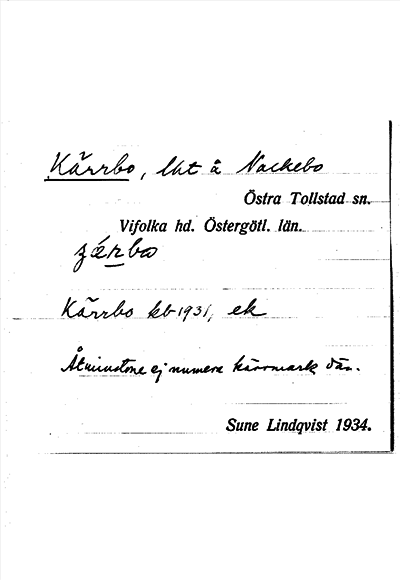 Kärrbo, lht å Nackebo
Östra Tollstad sn.
Vifolka hd. Östergötl. län.
Kärrbo kb 1931, ek
Åtminstone ej numera kärrmark där.
Sune Lindqvist 1934.